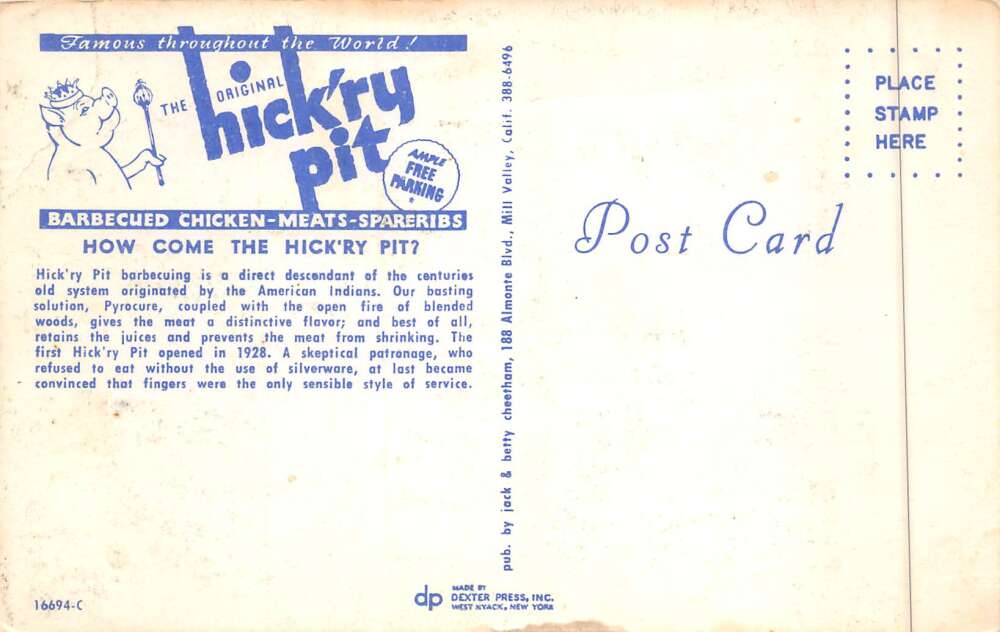 Famous throughout the World!
THE ORIGINAL
hick'ry
pit
AMPLE
FREE
PARKING
BARBECUED CHICKEN-MEATS-SPARERIBS
HOW COME THE HICK'RY PIT?
Hick'ry Pit barbecuing is a direct descendant of the centuries
old system originated by the American Indians. Our basting
solution, Pyrocure, coupled with the open fire of blended
woods, gives the meat a distinctive flavor; and best of all,
retains the juices and prevents the meat from shrinking. The
first Hick'ry Pit opened in 1928. A skeptical patronage, who
refused to eat without the use of silverware, at last became
convinced that fingers were the only sensible style of service.
16694-C
pub. by jack & betty cheetham, 188 Almonte Blvd., Mill Valley, Calif. 388-6496
dp
MADE BY
DEXTER PRESS, INC.
WEST NYACK, NEW YORK
PLACE
STAMP
HERE
Post Card